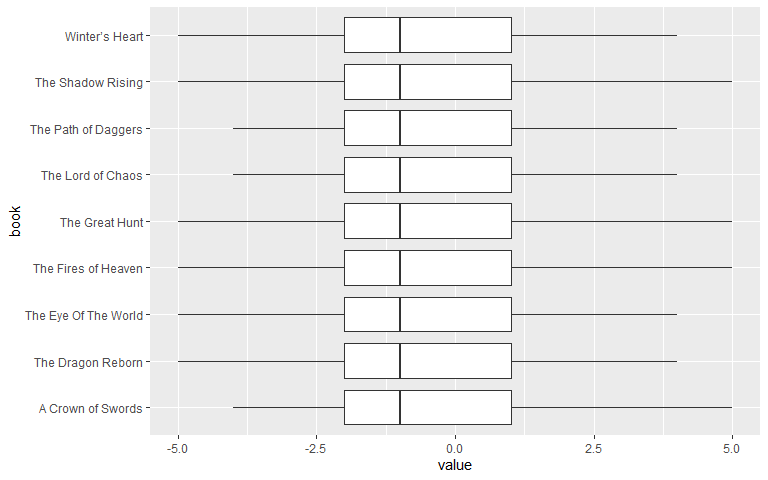 Winter's Heart
The Shadow Rising
The Path of Daggers
The Lord of Chaos
The Great Hunt
The Fires of Heaven
The Eye Of The World
The Dragon Reborn
A Crown of Swords
book
-5.0 -2.5 0.0 2.5 5.0
value